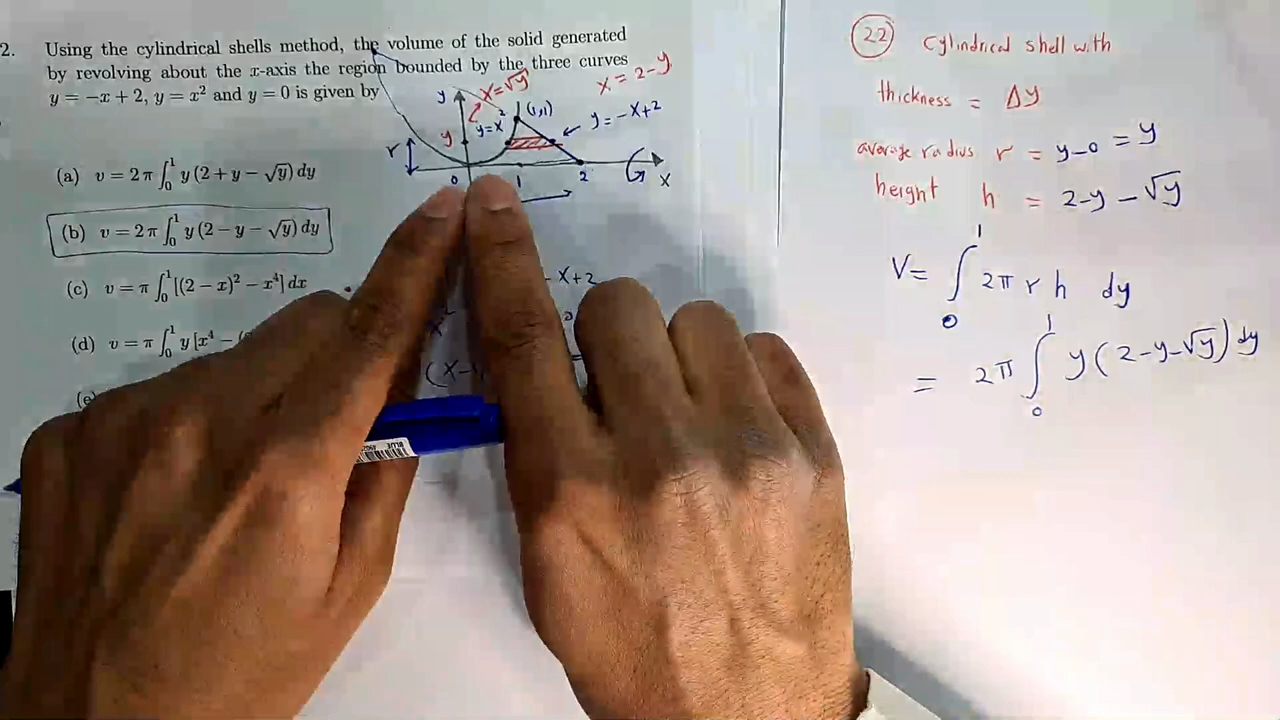 2. Using the cylindrical shells method, the volume of the solid generated
by revolving about the x-axis the region bounded by the three curves
y = −x + 2, y = x² and y = 0 is given by
x = √y
x = 2-y
y
(1,1)
y = x²
y = -x+2
y
r
0
1
2
x
(a) v = 2π ∫₀¹ y(2 + y − √y) dy
(b) v = 2π ∫₀¹ y(2 − y − √y) dy
(c) v = π ∫₀¹ [(2 − x)² − x⁴] dx
(d) v = π ∫₀¹ y[x⁴ −
(e)
- x+2
x²
(x-
BLUE
22 Cylindrical shell with
thickness = Δy
average radius r = y-0 = y
height h = 2-y-√y
V= ∫₀¹ 2π r h dy
= 2π ∫₀¹ y(2-y-√y) dy